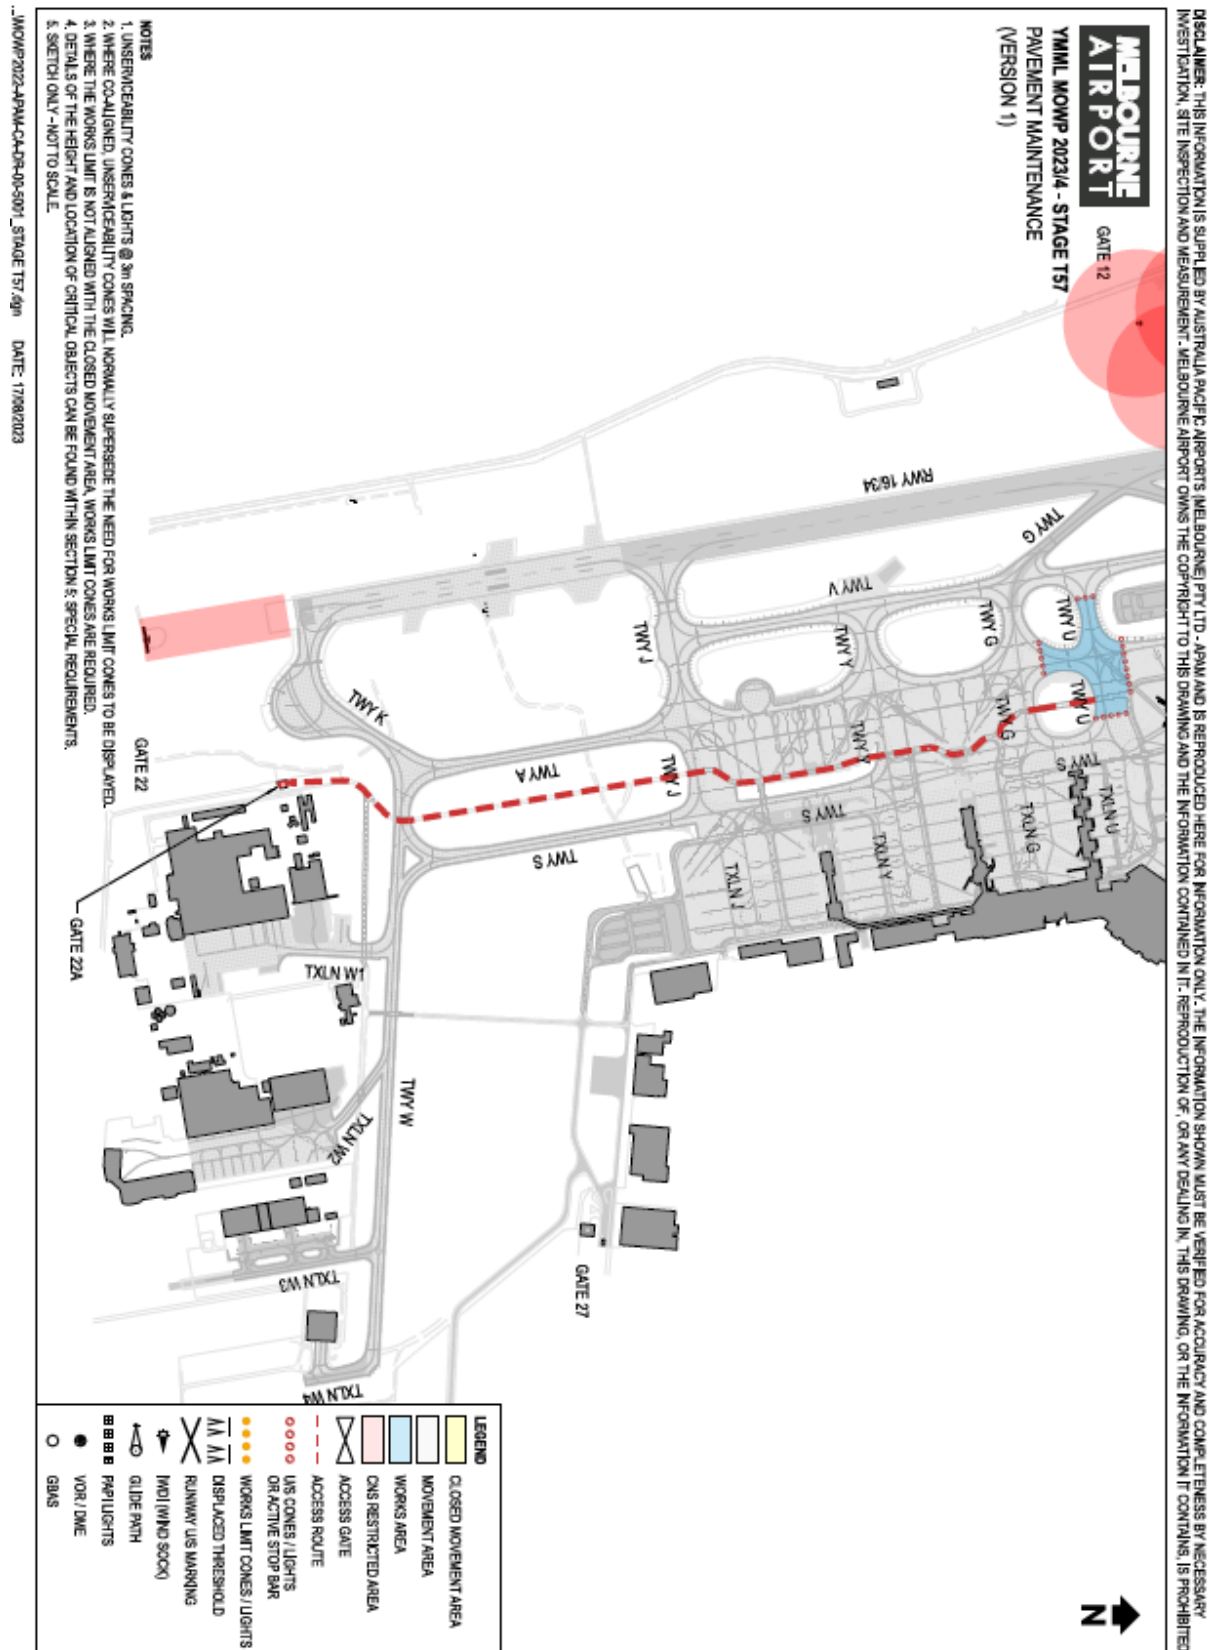 DISCLAIMER: THIS INFORMATION IS SUPPLIED BY AUSTRALIA PACIFIC AIRPORTS (MELBOURNE) PTY LTD - APAM AND IS REPRODUCED HERE FOR INFORMATION ONLY. THE INFORMATION SHOWN MUST BE VERIFIED FOR ACCURACY AND COMPLETENESS BY NECESSARY
INVESTIGATION, SITE INSPECTION AND MEASUREMENT. MELBOURNE AIRPORT OWNS THE COPYRIGHT TO THIS DRAWING AND THE INFORMATION CONTAINED IN IT. REPRODUCTION OF, OR ANY DEALING IN, THIS DRAWING, OR THE INFORMATION IT CONTAINS, IS PROHIBITED
MELBOURNE
AIRPORT
YMML MOWP 2023/4 - STAGE T57
PAVEMENT MAINTENANCE
(VERSION 1)
GATE 12
RWY 16/34
TWY G
TWY V
TWY U
TWY G
TWY Y
TWY J
TWY U
TWY G
TWY Y
TWY J
TWY K
TWY A
TWY S
TWY S
TWY S
TXLN U
TXLN G
TXLN Y
TXLN J
GATE 22
GATE 22A
TXLN W1
TWY W
TXLN W2
TXLN W3
TXLN W4
GATE 27
N
NOTES
1. UNSERVICEABILITY CONES & LIGHTS @ 3m SPACING.
2. WHERE CO-ALIGNED, UNSERVICEABILITY CONES WILL NORMALLY SUPERSEDE THE NEED FOR WORKS LIMIT CONES TO BE DISPLAYED.
3. WHERE THE WORKS LIMIT IS NOT ALIGNED WITH THE CLOSED MOVEMENT AREA, WORKS LIMIT CONES ARE REQUIRED.
4. DETAILS OF THE HEIGHT AND LOCATION OF CRITICAL OBJECTS CAN BE FOUND WITHIN SECTION 5: SPECIAL REQUIREMENTS.
5. SKETCH ONLY - NOT TO SCALE.
LEGEND
CLOSED MOVEMENT AREA
MOVEMENT AREA
WORKS AREA
CNS RESTRICTED AREA
ACCESS GATE
ACCESS ROUTE
U/S CONES / LIGHTS
OR ACTIVE STOP BAR
WORKS LIMIT CONES / LIGHTS
DISPLACED THRESHOLD
RUNWAY U/S MARKING
IWDI (WIND SOCK)
GLIDE PATH
PAPI LIGHTS
VOR / DME
GBAS
...\MOWP2022-APAM-CA-DR-00-5001_STAGE T57.dgn DATE: 17/08/2023